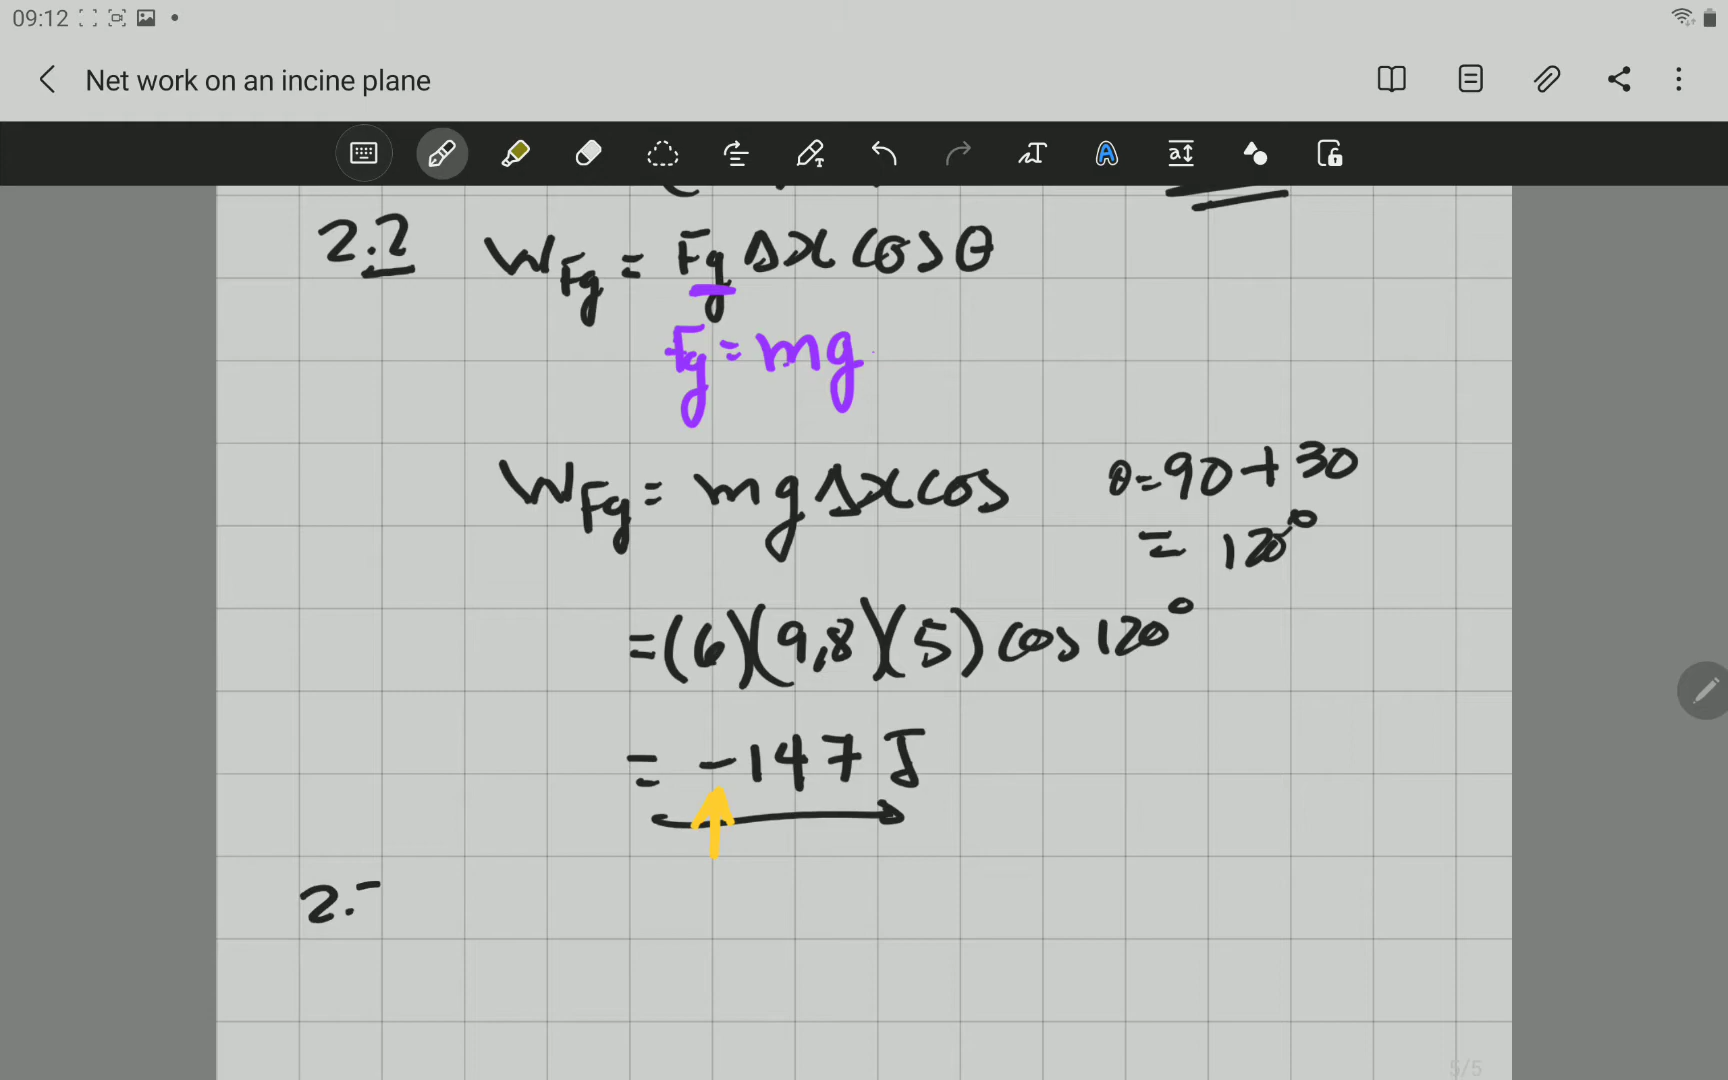 09:12
Net work on an incine plane
2.2 W_Fg = Fg Δx cos θ
Fg = mg
W_Fg = mg Δx cos
θ = 90 + 30
= 120°
= (6)(9,8)(5) cos 120°
= -147 J
2.
5/5